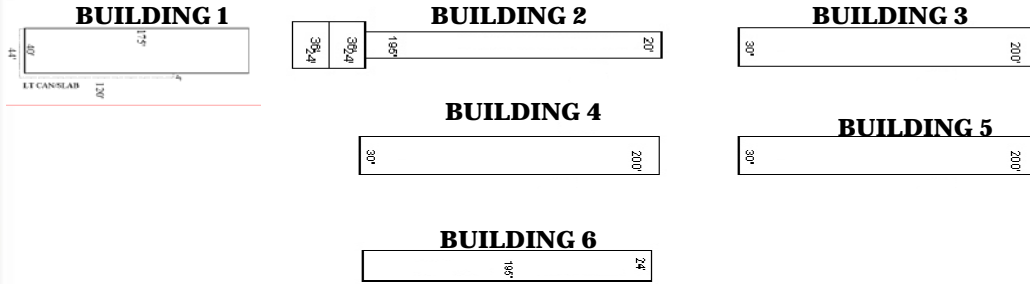 BUILDING 1
175'
40'
44'
4'
LT CAN/SLAB
120'
BUILDING 2
36'
24'
36'
24'
195'
20'
BUILDING 3
30'
200'
BUILDING 4
30'
200'
BUILDING 5
30'
200'
BUILDING 6
195'
24'